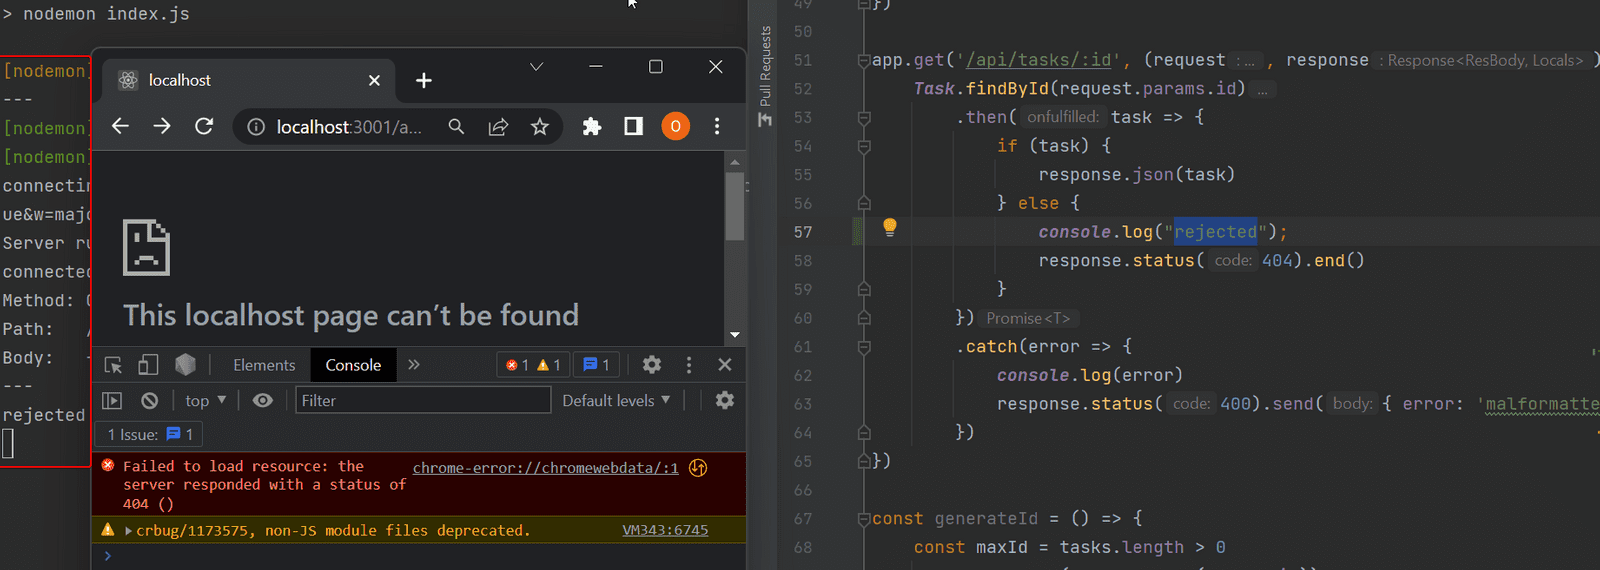 > nodemon index.js
[nodemon]
---
[nodemon]
[nodemon]
connectin
ue&w=majo
Server ru
connected
Method:
Path: /
Body: -
---
rejected
localhost
localhost:3001/a...
O
This localhost page can't be found
Elements
Console
1
1
1
top
Filter
Default levels
1 Issue: 1
Failed to load resource: the chrome-error://chromewebdata/:1
server responded with a status of
404 ()
crbug/1173575, non-JS module files deprecated. VM343:6745
>
Pull Requests
49 })
50
51 app.get('/api/tasks/:id', (request : ... , response : Response<ResBody, Locals> )
52 Task.findById(request.params.id) ...
53 .then( onfulfilled: task => {
54 if (task) {
55 response.json(task)
56 } else {
57 console.log("rejected");
58 response.status( code: 404).end()
59 }
60 }) Promise<T>
61 .catch(error => {
62 console.log(error)
63 response.status( code: 400).send( body: { error: 'malformatte
64 })
65 })
66
67 const generateId = () => {
68 const maxId = tasks.length > 0